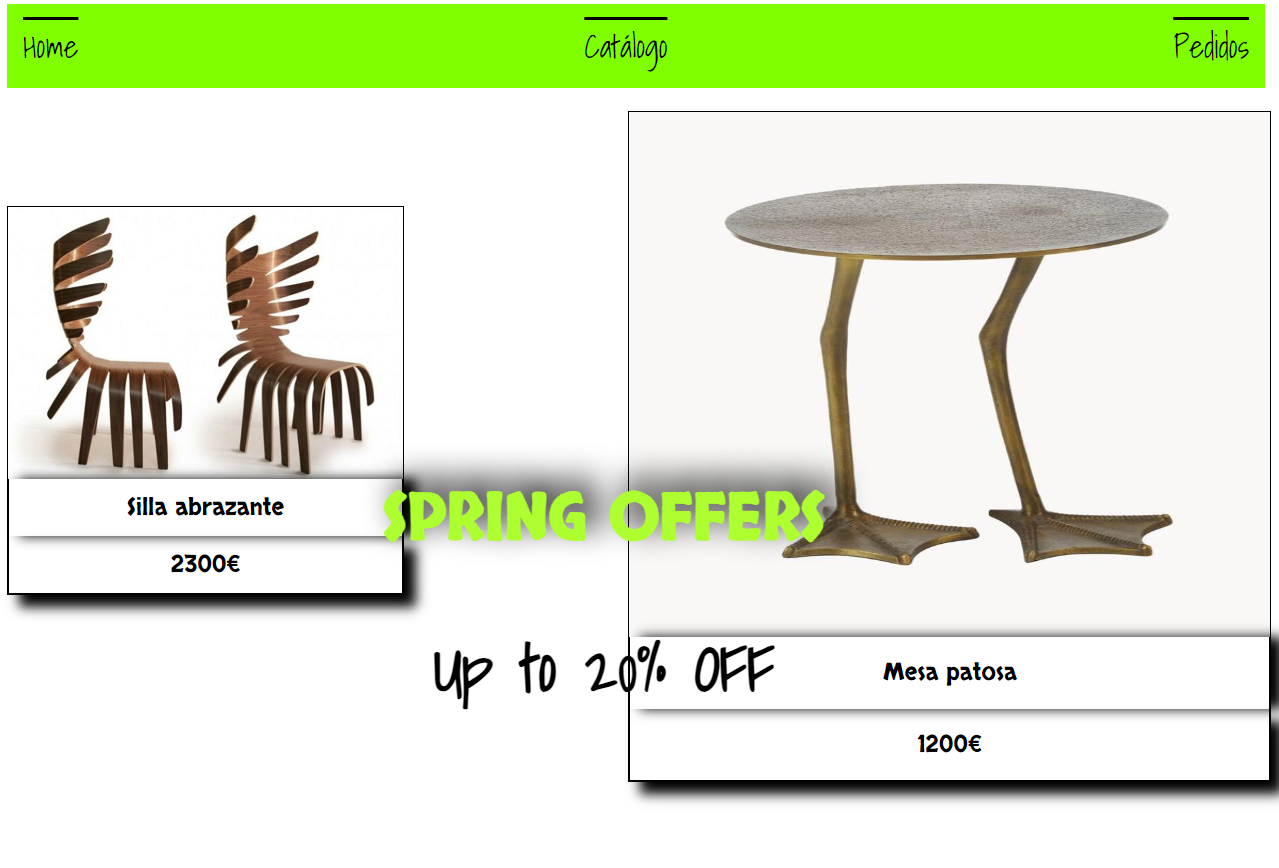 Home
Catálogo
Pedidos
Silla abrazante
2300€
SPRING OFFERS
Up to 20% OFF
Mesa patosa
1200€